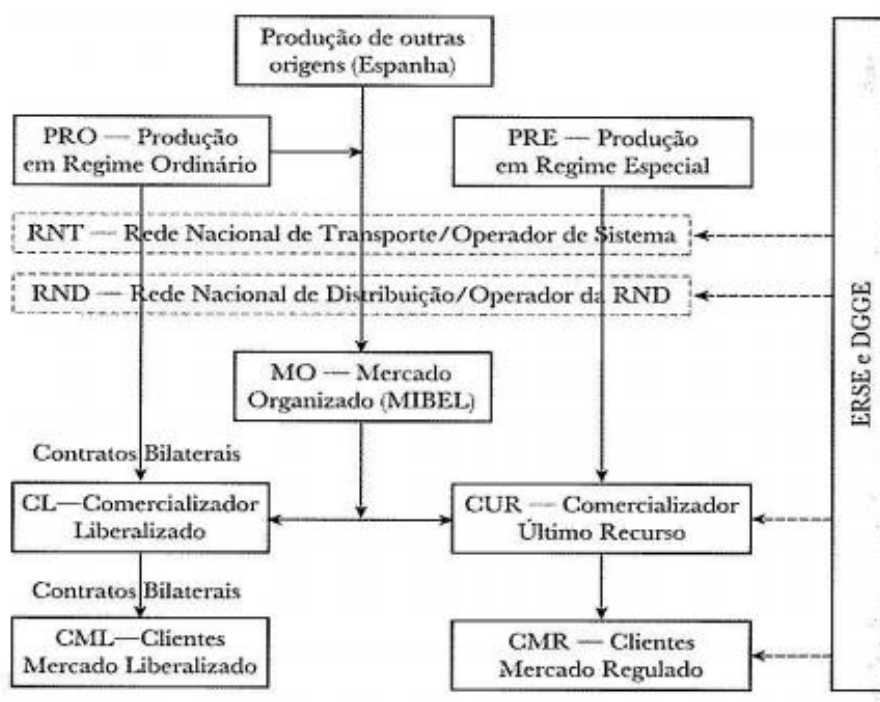 Produção de outras
origens (Espanha)
PRO — Produção
em Regime Ordinário
PRE — Produção
em Regime Especial
RNT — Rede Nacional de Transporte/Operador de Sistema
RND — Rede Nacional de Distribuição/Operador da RND
MO — Mercado
Organizado (MIBEL)
Contratos Bilaterais
CL—Comercializador
Liberalizado
CUR — Comercializador
Último Recurso
Contratos Bilaterais
CML—Clientes
Mercado Liberalizado
CMR — Clientes
Mercado Regulado
ERSE e DGGE